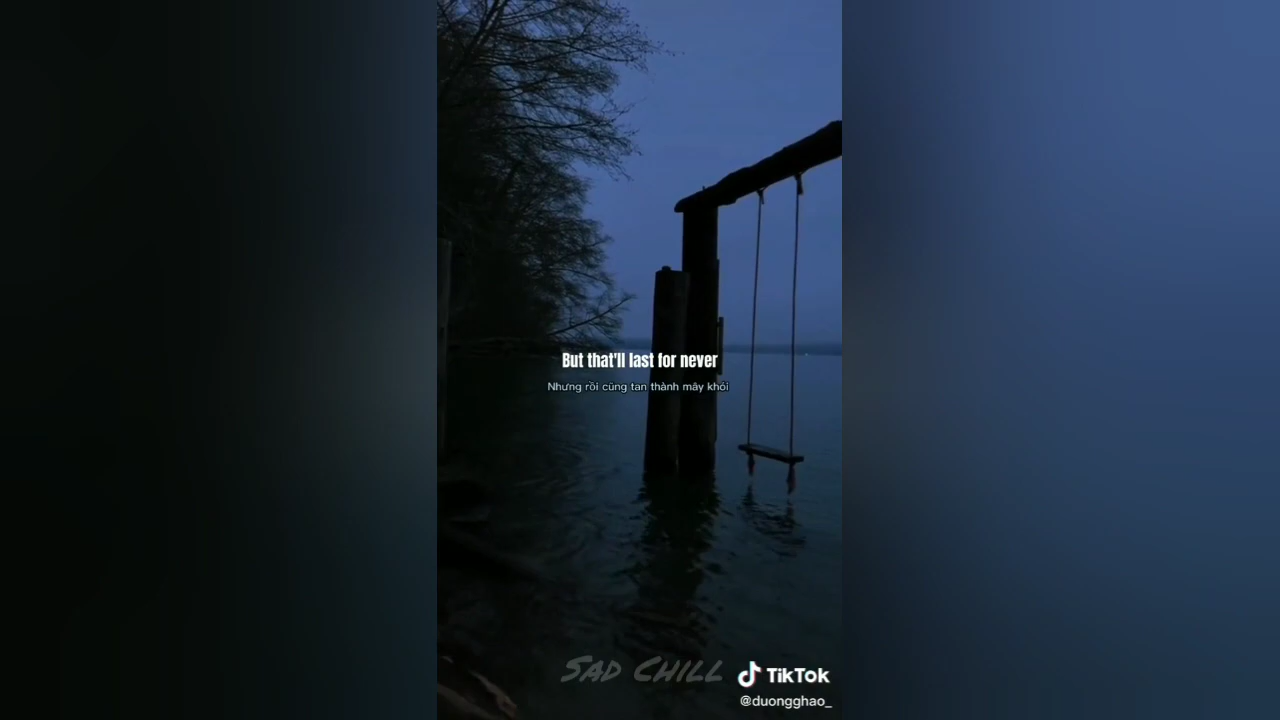 But that'll last for never
Nhưng rồi cũng tan thành mây khói
SAD CHILL
TikTok
@duongghao_